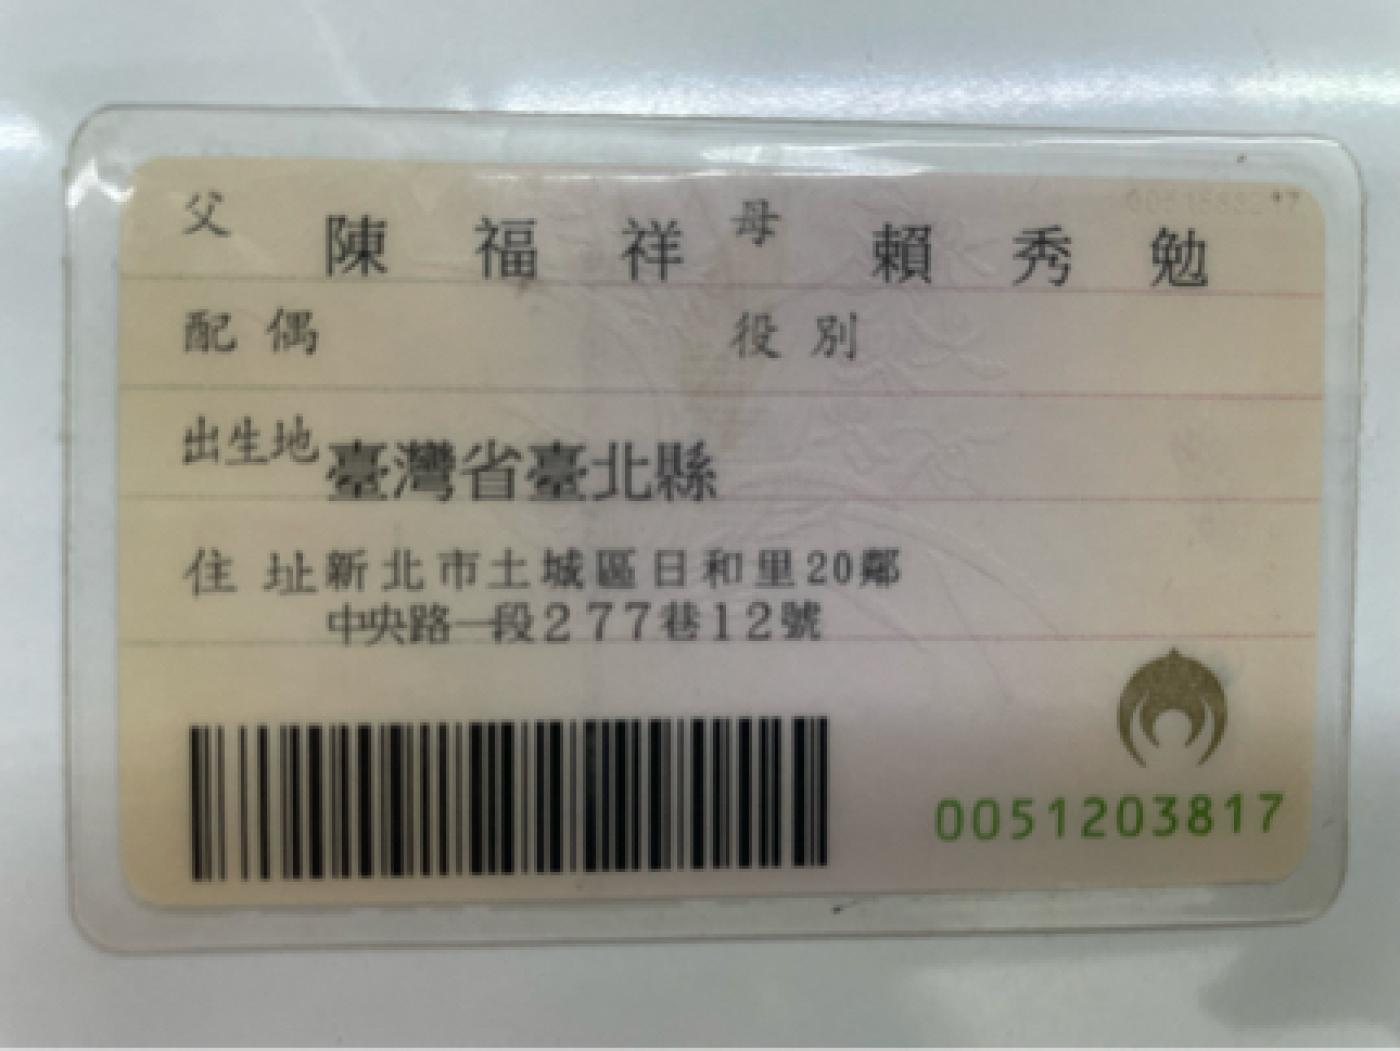 父 陳福祥 母 賴秀勉
配偶 役別
出生地 臺灣省臺北縣
住址 新北市土城區日和里20鄰
中央路一段277巷12號
0051203817